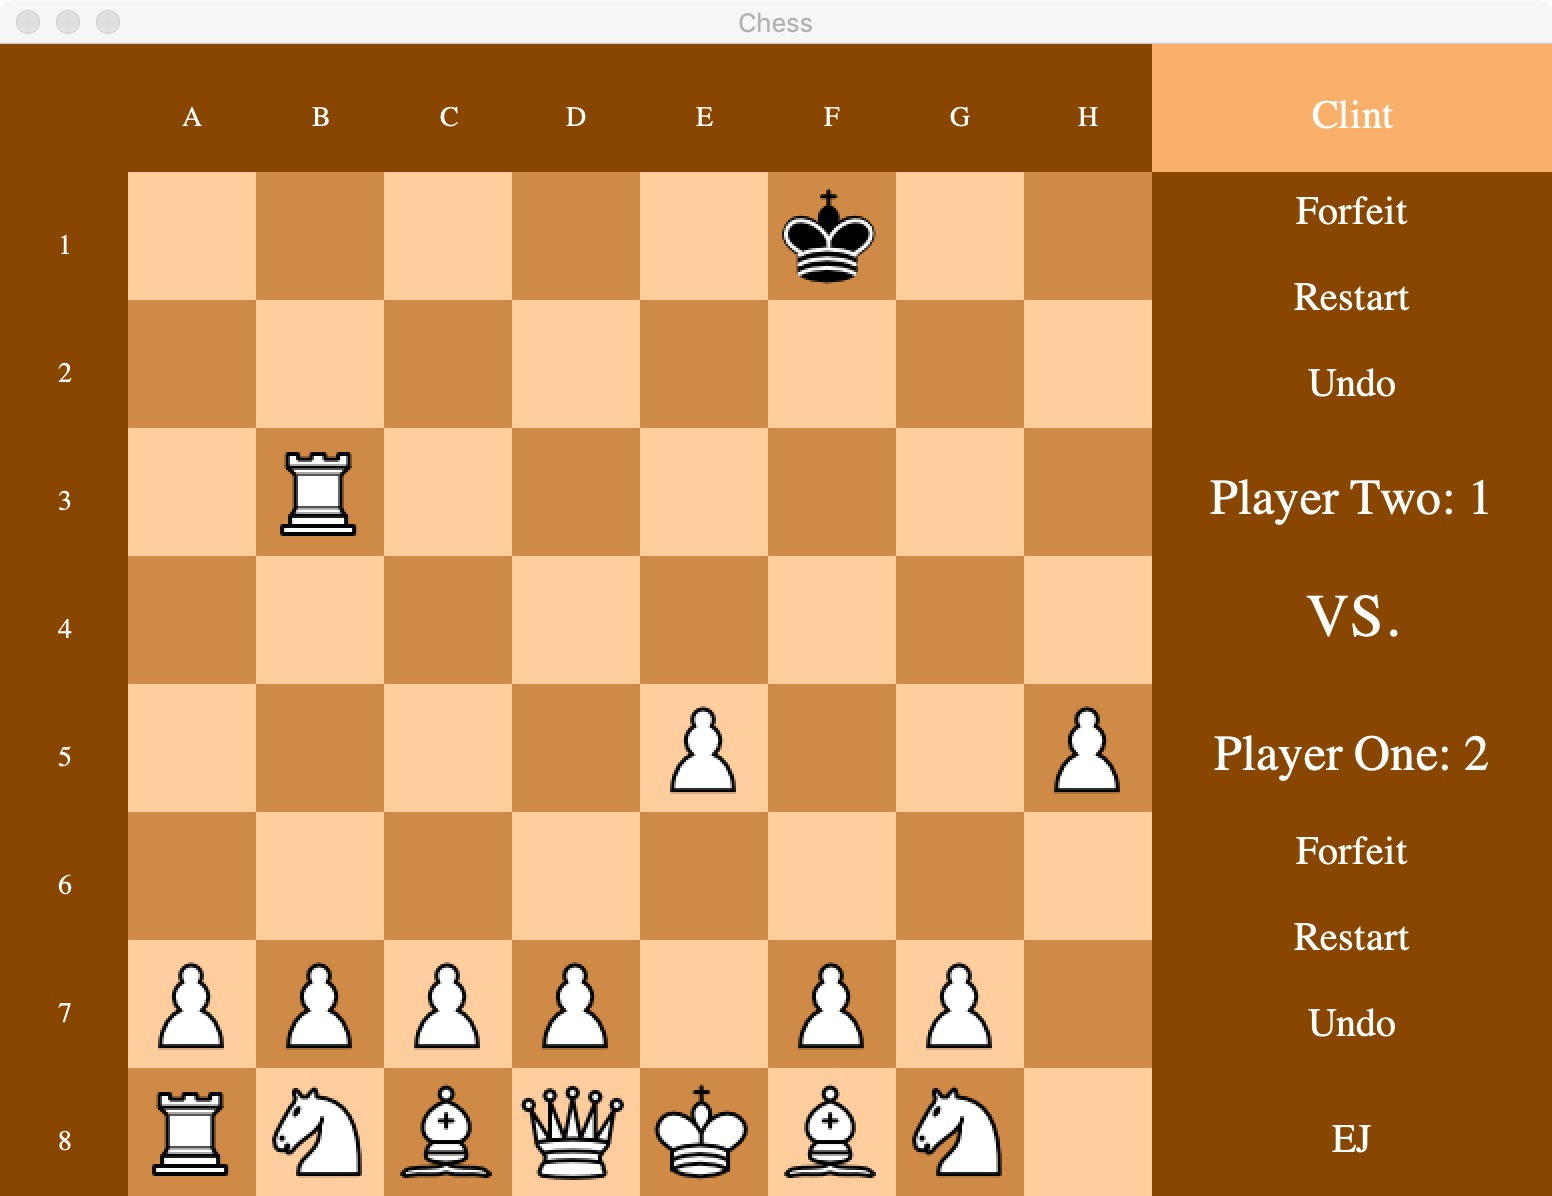 Chess
A B C D E F G H
Clint
Forfeit
1
Restart
2
Undo
3
Player Two: 1
4
VS.
5
Player One: 2
Forfeit
6
Restart
7
Undo
8
EJ